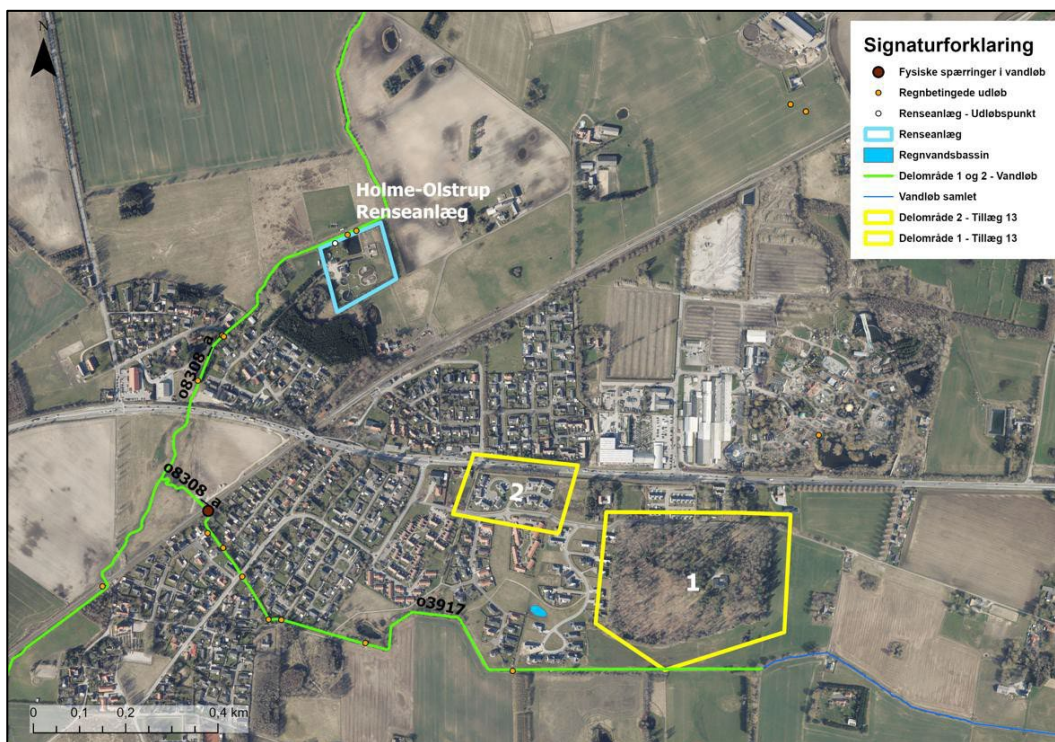 N
Signaturforklaring
Fysiske spærringer i vandløb
Regnbetingede udløb
Renseanlæg - Udløbspunkt
Renseanlæg
Regnvandsbassin
Delområde 1 og 2 - Vandløb
Vandløb samlet
Delområde 2 - Tillæg 13
Delområde 1 - Tillæg 13
Holme-Olstrup
Renseanlæg
o8308_a
o8308_a
2
1
o3917
0 0,1 0,2 0,4 km